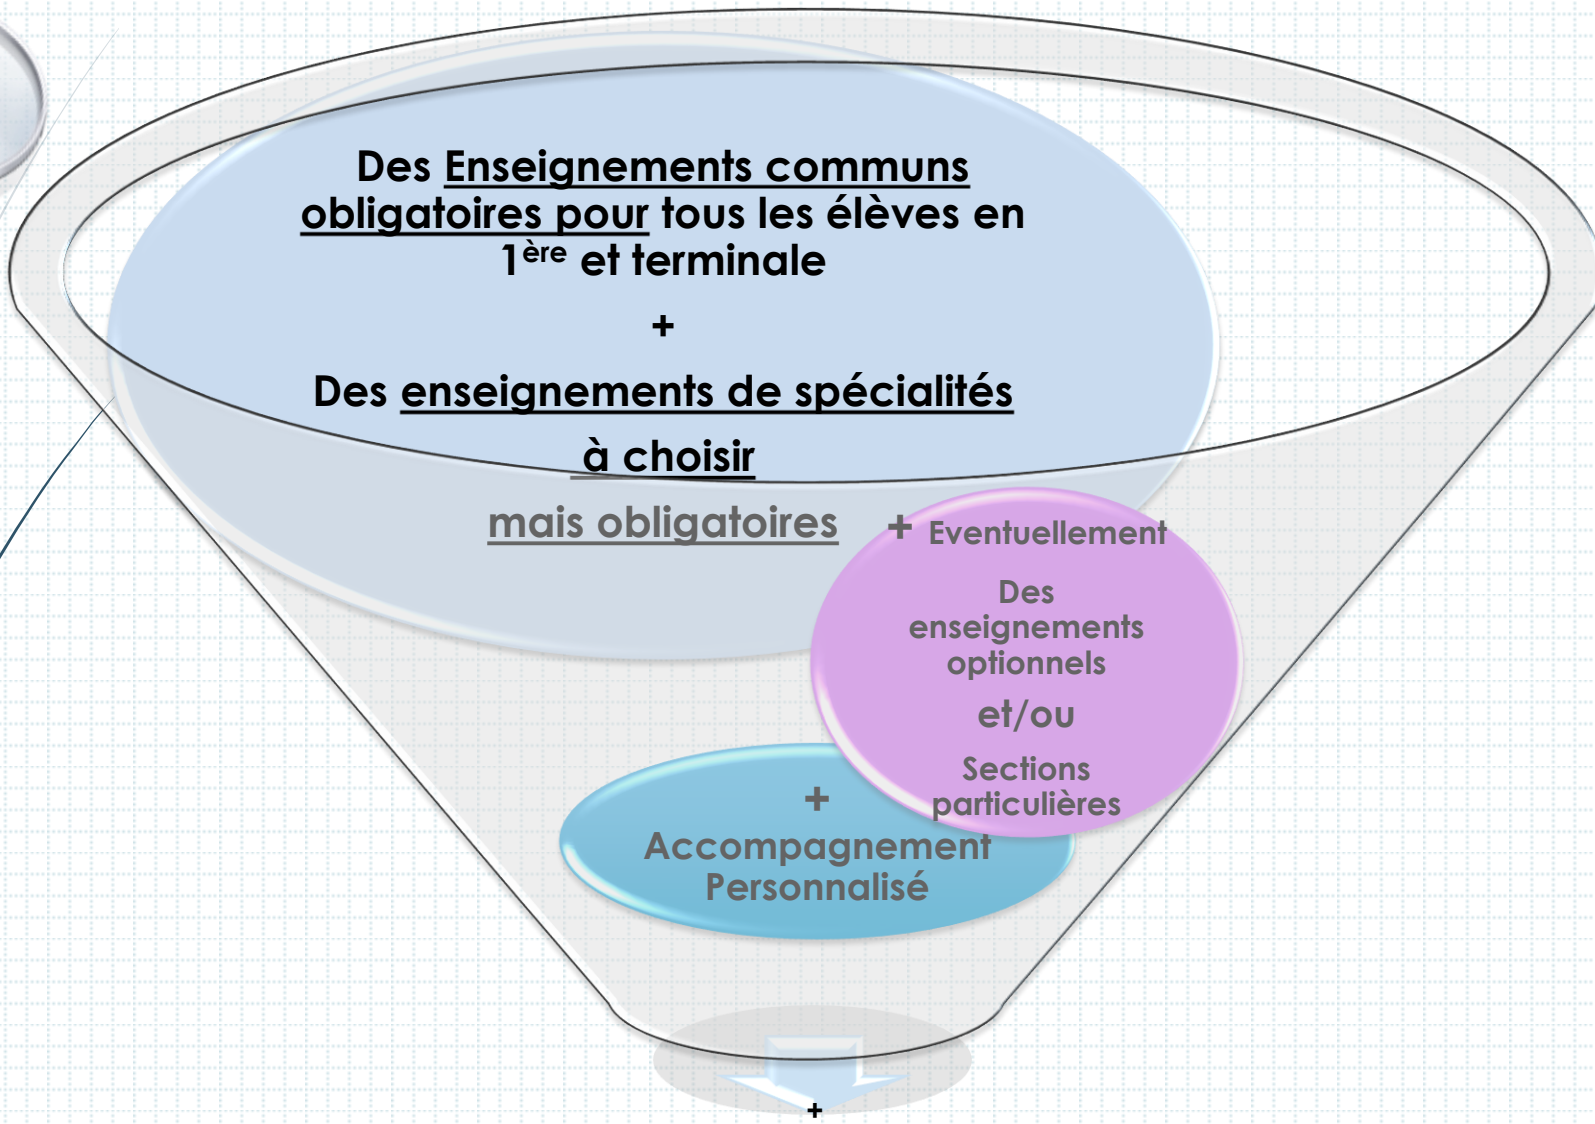 Des Enseignements communs
obligatoires pour tous les élèves en
1ère et terminale
+
Des enseignements de spécialités
à choisir
mais obligatoires
+ Eventuellement
Des
enseignements
optionnels
et/ou
Sections
particulières
+
Accompagnement
Personnalisé
+